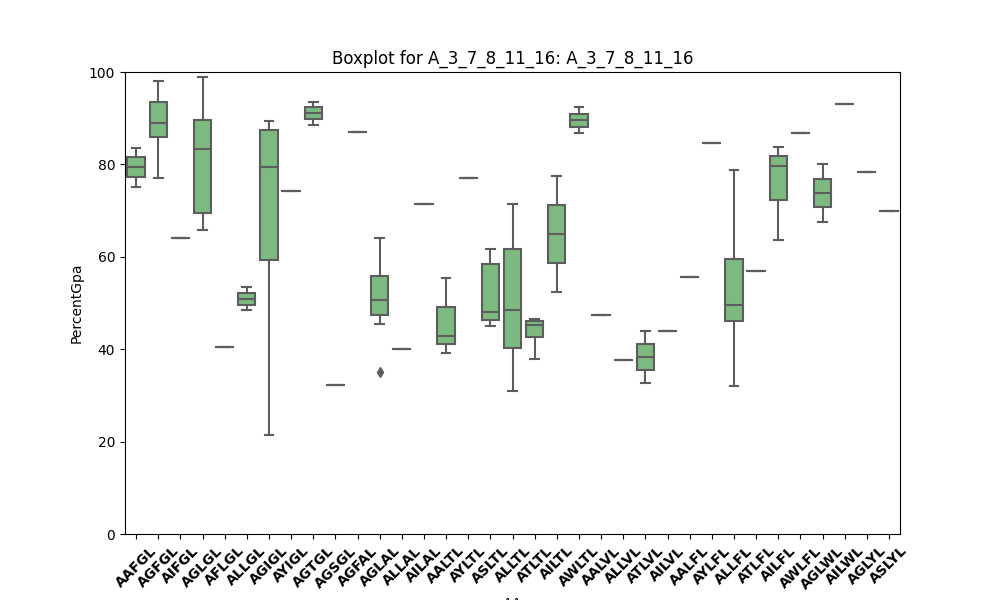 Boxplot for A_3_7_8_11_16: A_3_7_8_11_16
PercentGpa
100
80
60
40
20
0
AAFGL
AGFGL
AIFGL
AGLGL
AFLGL
ALLGL
AGIGL
AYIGL
AGTGL
AGSGL
AGFAL
AGLAL
ALLAL
AILAL
AALTL
AYLTL
ASLTL
ALLTL
ATLTL
AILTL
AWLTL
AALVL
ALLVL
ATLVL
AILVL
AALFL
AYLFL
ALLFL
ATLFL
AILFL
AWLFL
AGLWL
AILWL
AGLYL
ASLYL